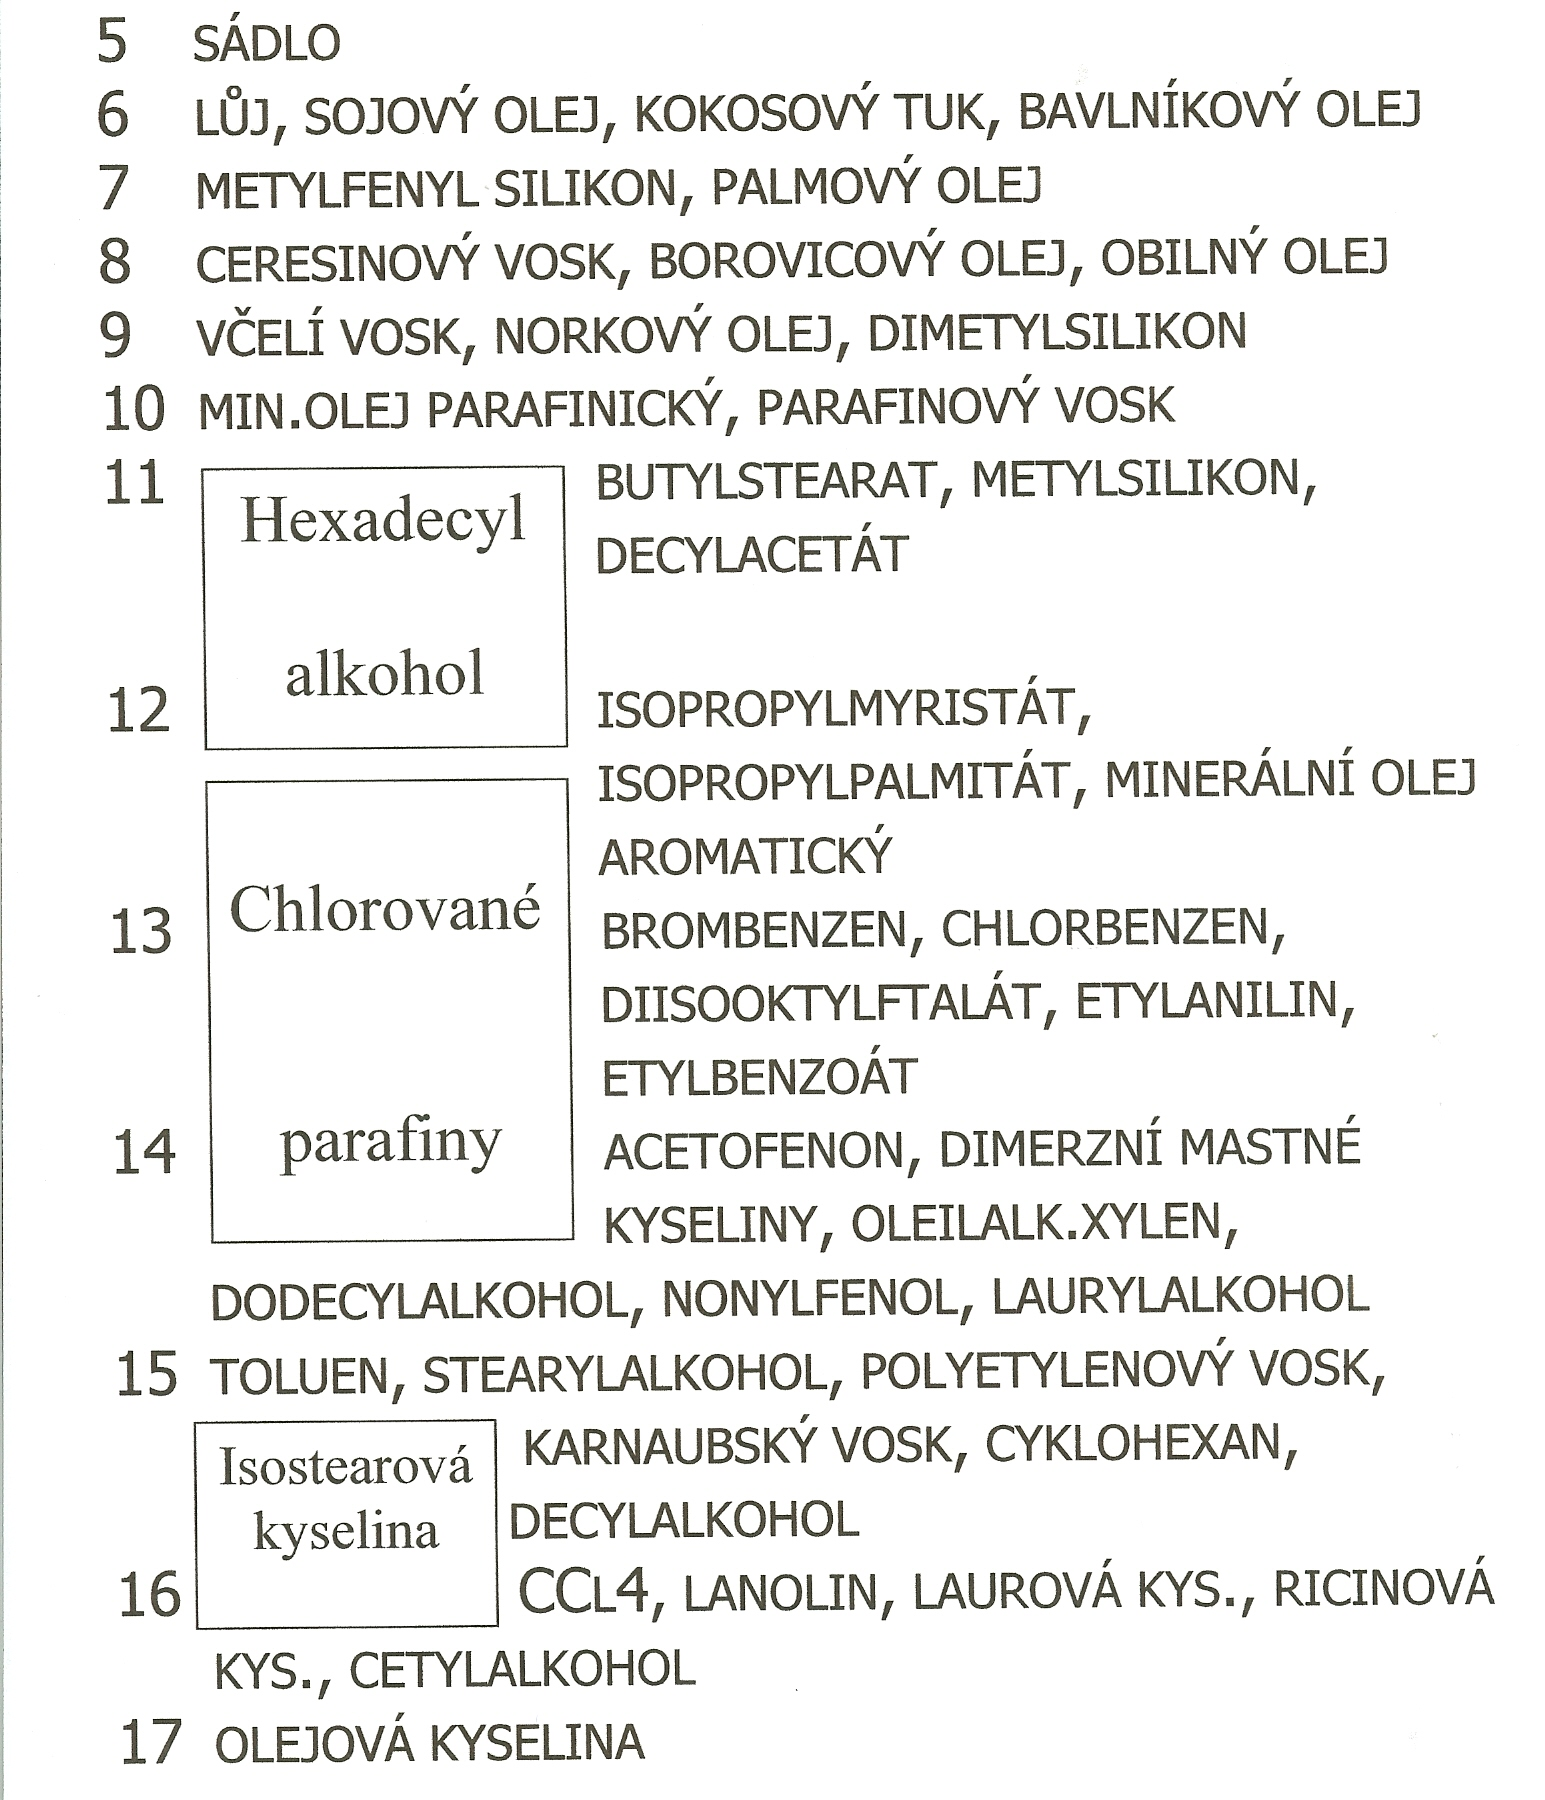 5 SÁDLO
6 LŮJ, SOJOVÝ OLEJ, KOKOSOVÝ TUK, BAVLNÍKOVÝ OLEJ
7 METYLFENYL SILIKON, PALMOVÝ OLEJ
8 CERESINOVÝ VOSK, BOROVICOVÝ OLEJ, OBILNÝ OLEJ
9 VČELÍ VOSK, NORKOVÝ OLEJ, DIMETYLSILIKON
10 MIN.OLEJ PARAFINICKÝ, PARAFINOVÝ VOSK
11 BUTYLSTEARAT, METYLSILIKON,
Hexadecyl
DECYLACETÁT
alkohol
12 ISOPROPYLMYRISTÁT,
ISOPROPYLPALMITÁT, MINERÁLNÍ OLEJ
AROMATICKÝ
Chlorované
13 BROMBENZEN, CHLORBENZEN,
DIISOOKTYLFTALÁT, ETYLANILIN,
ETYLBENZOÁT
parafiny
14 ACETOFENON, DIMERZNÍ MASTNÉ
KYSELINY, OLEILALK.XYLEN,
DODECYLALKOHOL, NONYLFENOL, LAURYLALKOHOL
15 TOLUEN, STEARYLALKOHOL, POLYETYLENOVÝ VOSK,
KARNAUBSKÝ VOSK, CYKLOHEXAN,
Isostearová
kyselina
DECYLALKOHOL
16 CCL4, LANOLIN, LAUROVÁ KYS., RICINOVÁ
KYS., CETYLALKOHOL
17 OLEJOVÁ KYSELINA